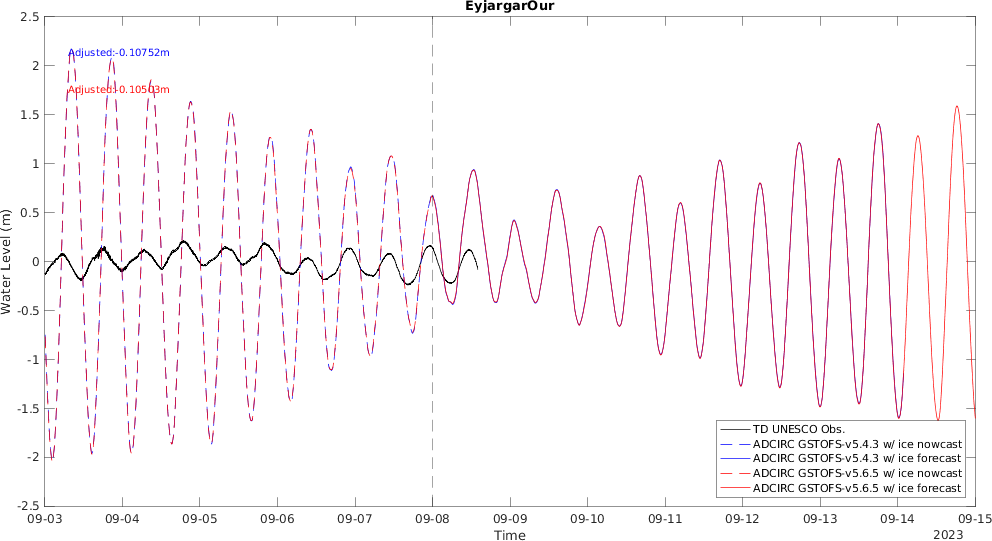 EyjargarOur
Adjusted:-0.10752m
Adjusted:-0.10503m
Water Level (m)
2.5
2
1.5
1
0.5
0
-0.5
-1
-1.5
-2
-2.5
TD UNESCO Obs.
ADCIRC GSTOFS-v5.4.3 w/ ice nowcast
ADCIRC GSTOFS-v5.4.3 w/ ice forecast
ADCIRC GSTOFS-v5.6.5 w/ ice nowcast
ADCIRC GSTOFS-v5.6.5 w/ ice forecast
09-03 09-04 09-05 09-06 09-07 09-08 09-09 09-10 09-11 09-12 09-13 09-14 09-15
Time
2023